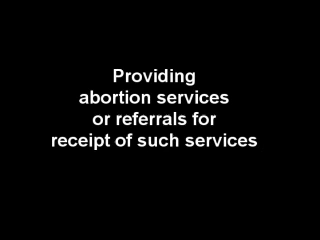 Providing
abortion services
or referrals for
receipt of such services